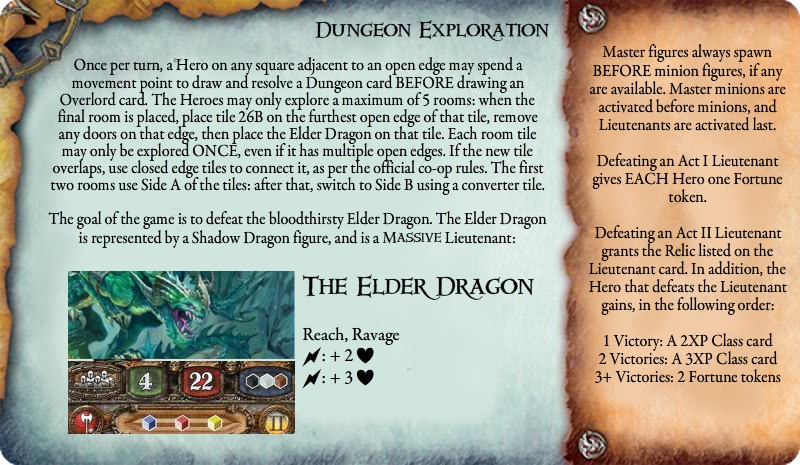 Dungeon Exploration
Once per turn, a Hero on any square adjacent to an open edge may spend a
movement point to draw and resolve a Dungeon card BEFORE drawing an
Overlord card. The Heroes may only explore a maximum of 5 rooms: when the
final room is placed, place tile 26B on the furthest open edge of that tile, remove
any doors on that edge, then place the Elder Dragon on that tile. Each room tile
may only be explored ONCE, even if it has multiple open edges. If the new tile
overlaps, use closed edge tiles to connect it, as per the official co-op rules. The first
two rooms use Side A of the tiles: after that, switch to Side B using a converter tile.
The goal of the game is to defeat the bloodthirsty Elder Dragon. The Elder Dragon
is represented by a Shadow Dragon figure, and is a MASSIVE Lieutenant:
The Elder Dragon
Reach, Ravage
: + 2
: + 3
4
22
II
Master figures always spawn
BEFORE minion figures, if any
are available. Master minions are
activated before minions, and
Lieutenants are activated last.
Defeating an Act I Lieutenant
gives EACH Hero one Fortune
token.
Defeating an Act II Lieutenant
grants the Relic listed on the
Lieutenant card. In addition, the
Hero that defeats the Lieutenant
gains, in the following order:
1 Victory: A 2XP Class card
2 Victories: A 3XP Class card
3+ Victories: 2 Fortune tokens